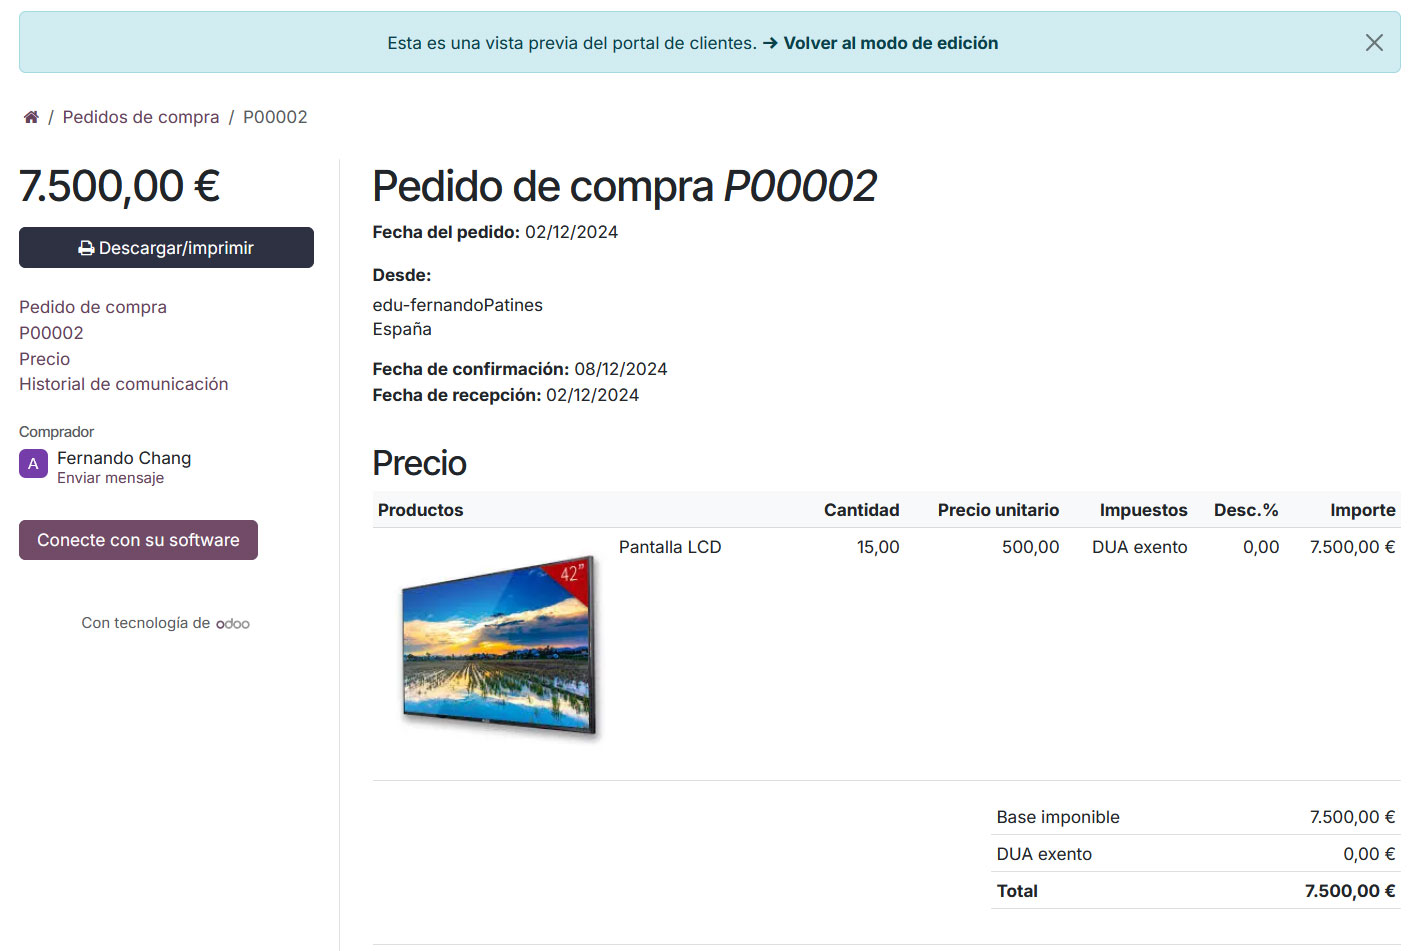 Esta es una vista previa del portal de clientes. → Volver al modo de edición
/ Pedidos de compra / P00002
7.500,00 €
Descargar/imprimir
Pedido de compra
P00002
Precio
Historial de comunicación
Comprador
A
Fernando Chang
Enviar mensaje
Conecte con su software
Con tecnología de odoo
Pedido de compra P00002
Fecha del pedido: 02/12/2024
Desde:
edu-fernandoPatines
España
Fecha de confirmación: 08/12/2024
Fecha de recepción: 02/12/2024
Precio
Productos Cantidad Precio unitario Impuestos Desc.% Importe
Pantalla LCD 15,00 500,00 DUA exento 0,00 7.500,00 €
42”
Base imponible 7.500,00 €
DUA exento 0,00 €
Total 7.500,00 €